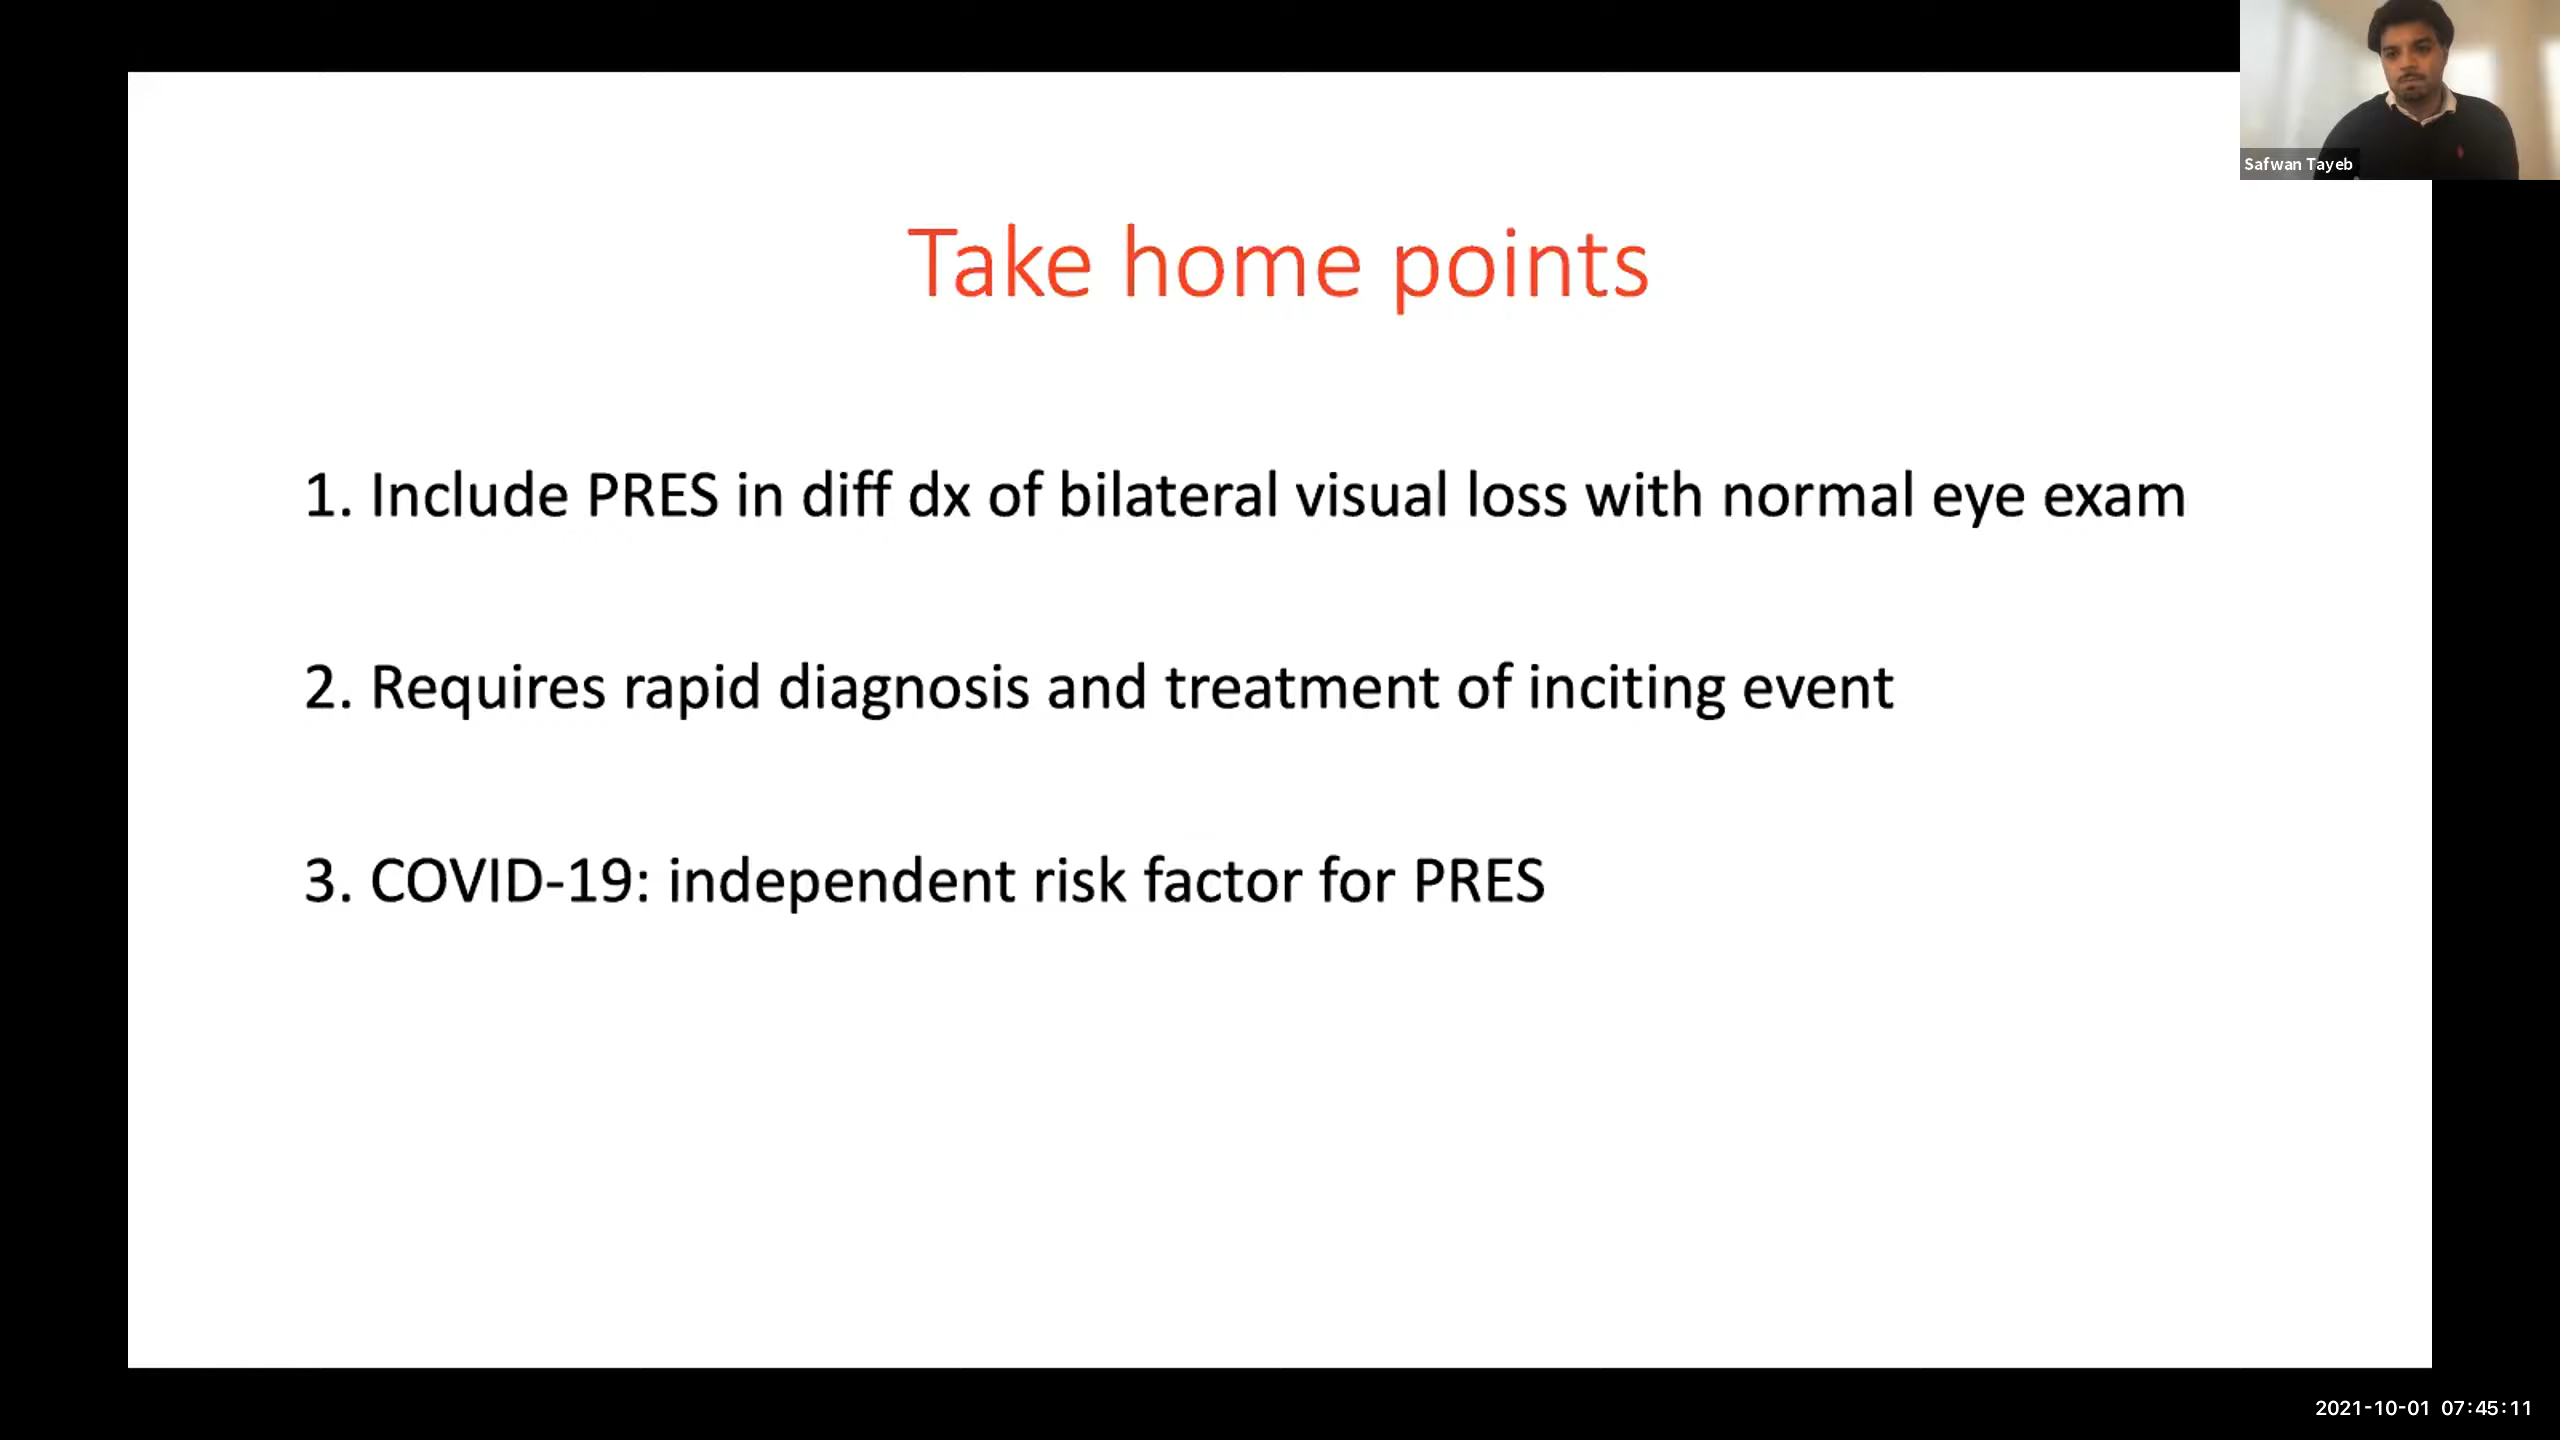 Safwan Tayeb
Take home points
1. Include PRES in diff dx of bilateral visual loss with normal eye exam
2. Requires rapid diagnosis and treatment of inciting event
3. COVID-19: independent risk factor for PRES
2021-10-01 07:45:11